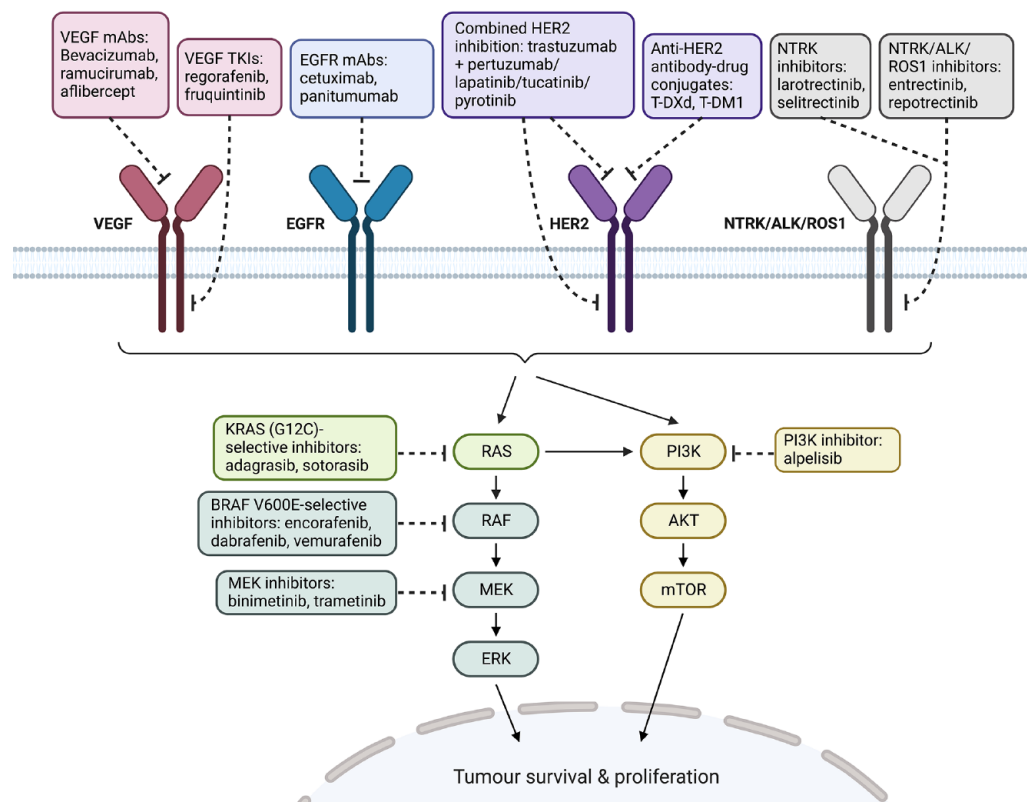 VEGF mAbs:
Bevacizumab,
ramucirumab,
aflibercept
VEGF TKIs:
regorafenib,
fruquintinib
EGFR mAbs:
cetuximab,
panitumumab
Combined HER2
inhibition: trastuzumab
+ pertuzumab/
lapatinib/tucatinib/
pyrotinib
Anti-HER2
antibody-drug
conjugates:
T-DXd, T-DM1
NTRK
inhibitors:
larotrectinib,
selitrectinib
NTRK/ALK/
ROS1 inhibitors:
entrectinib,
repotrectinib
VEGF
EGFR
HER2
NTRK/ALK/ROS1
KRAS (G12C)-
selective inhibitors:
adagrasib, sotorasib
RAS
PI3K
PI3K inhibitor:
alpelisib
BRAF V600E-selective
inhibitors: encorafenib,
dabrafenib, vemurafenib
RAF
AKT
MEK inhibitors:
binimetinib, trametinib
MEK
mTOR
ERK
Tumour survival & proliferation